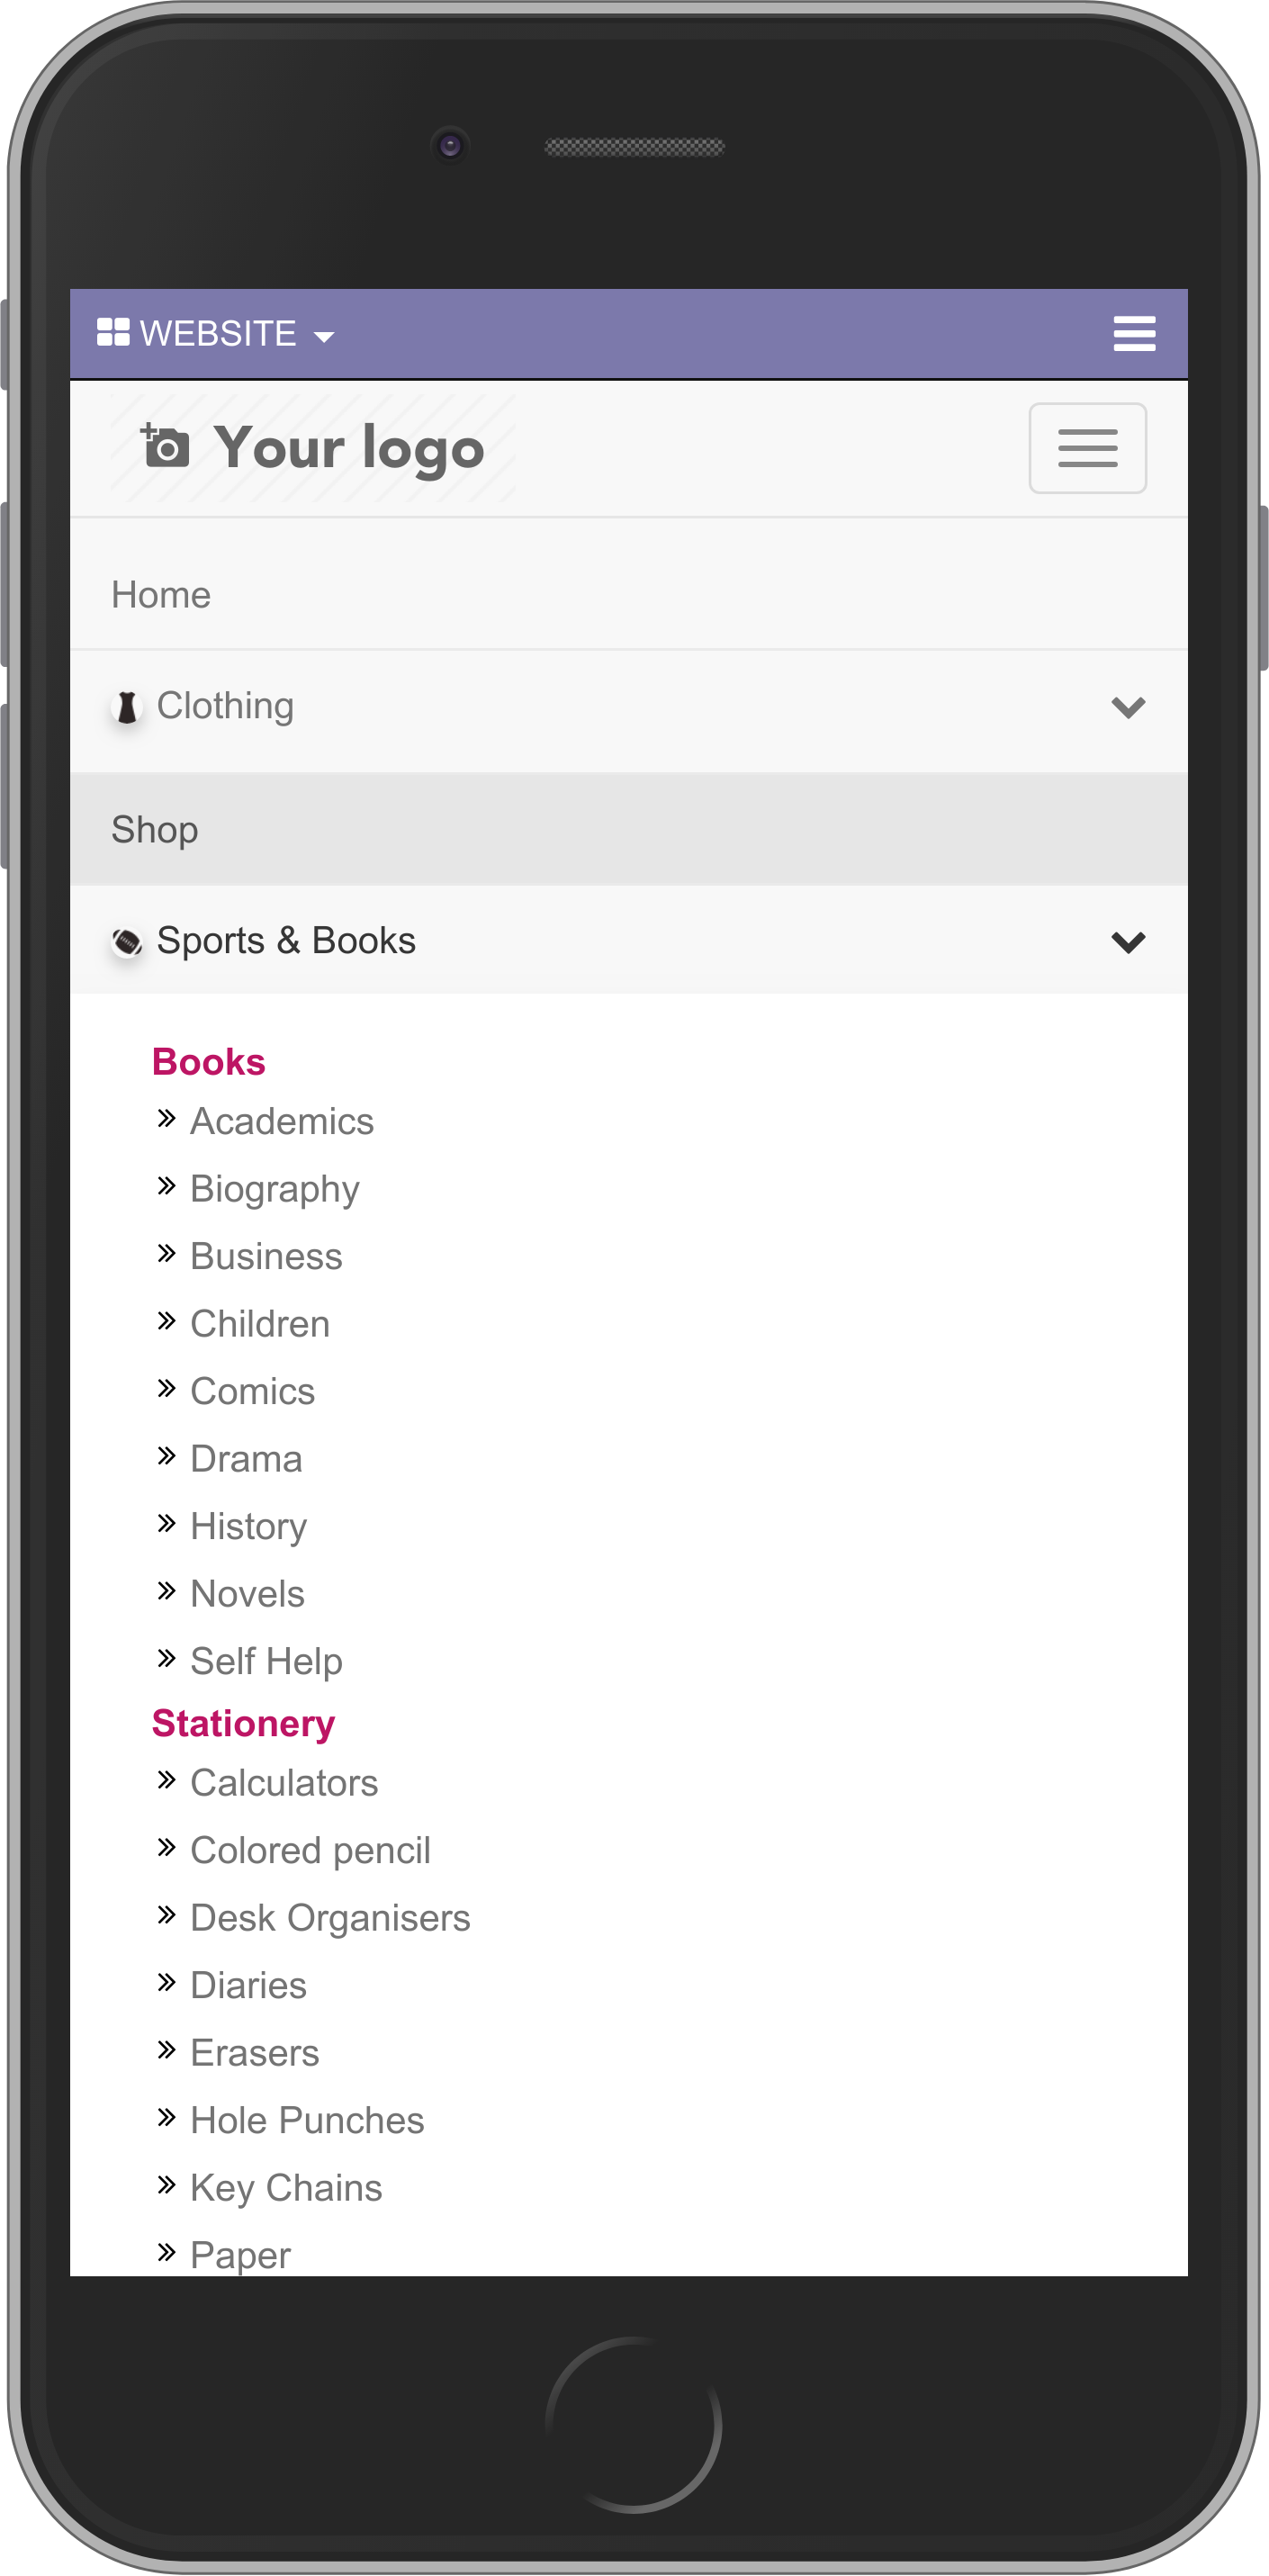 WEBSITE
Your logo
Home
Clothing
Shop
Sports & Books
Books
» Academics
» Biography
» Business
» Children
» Comics
» Drama
» History
» Novels
» Self Help
Stationery
» Calculators
» Colored pencil
» Desk Organisers
» Diaries
» Erasers
» Hole Punches
» Key Chains
» Paper